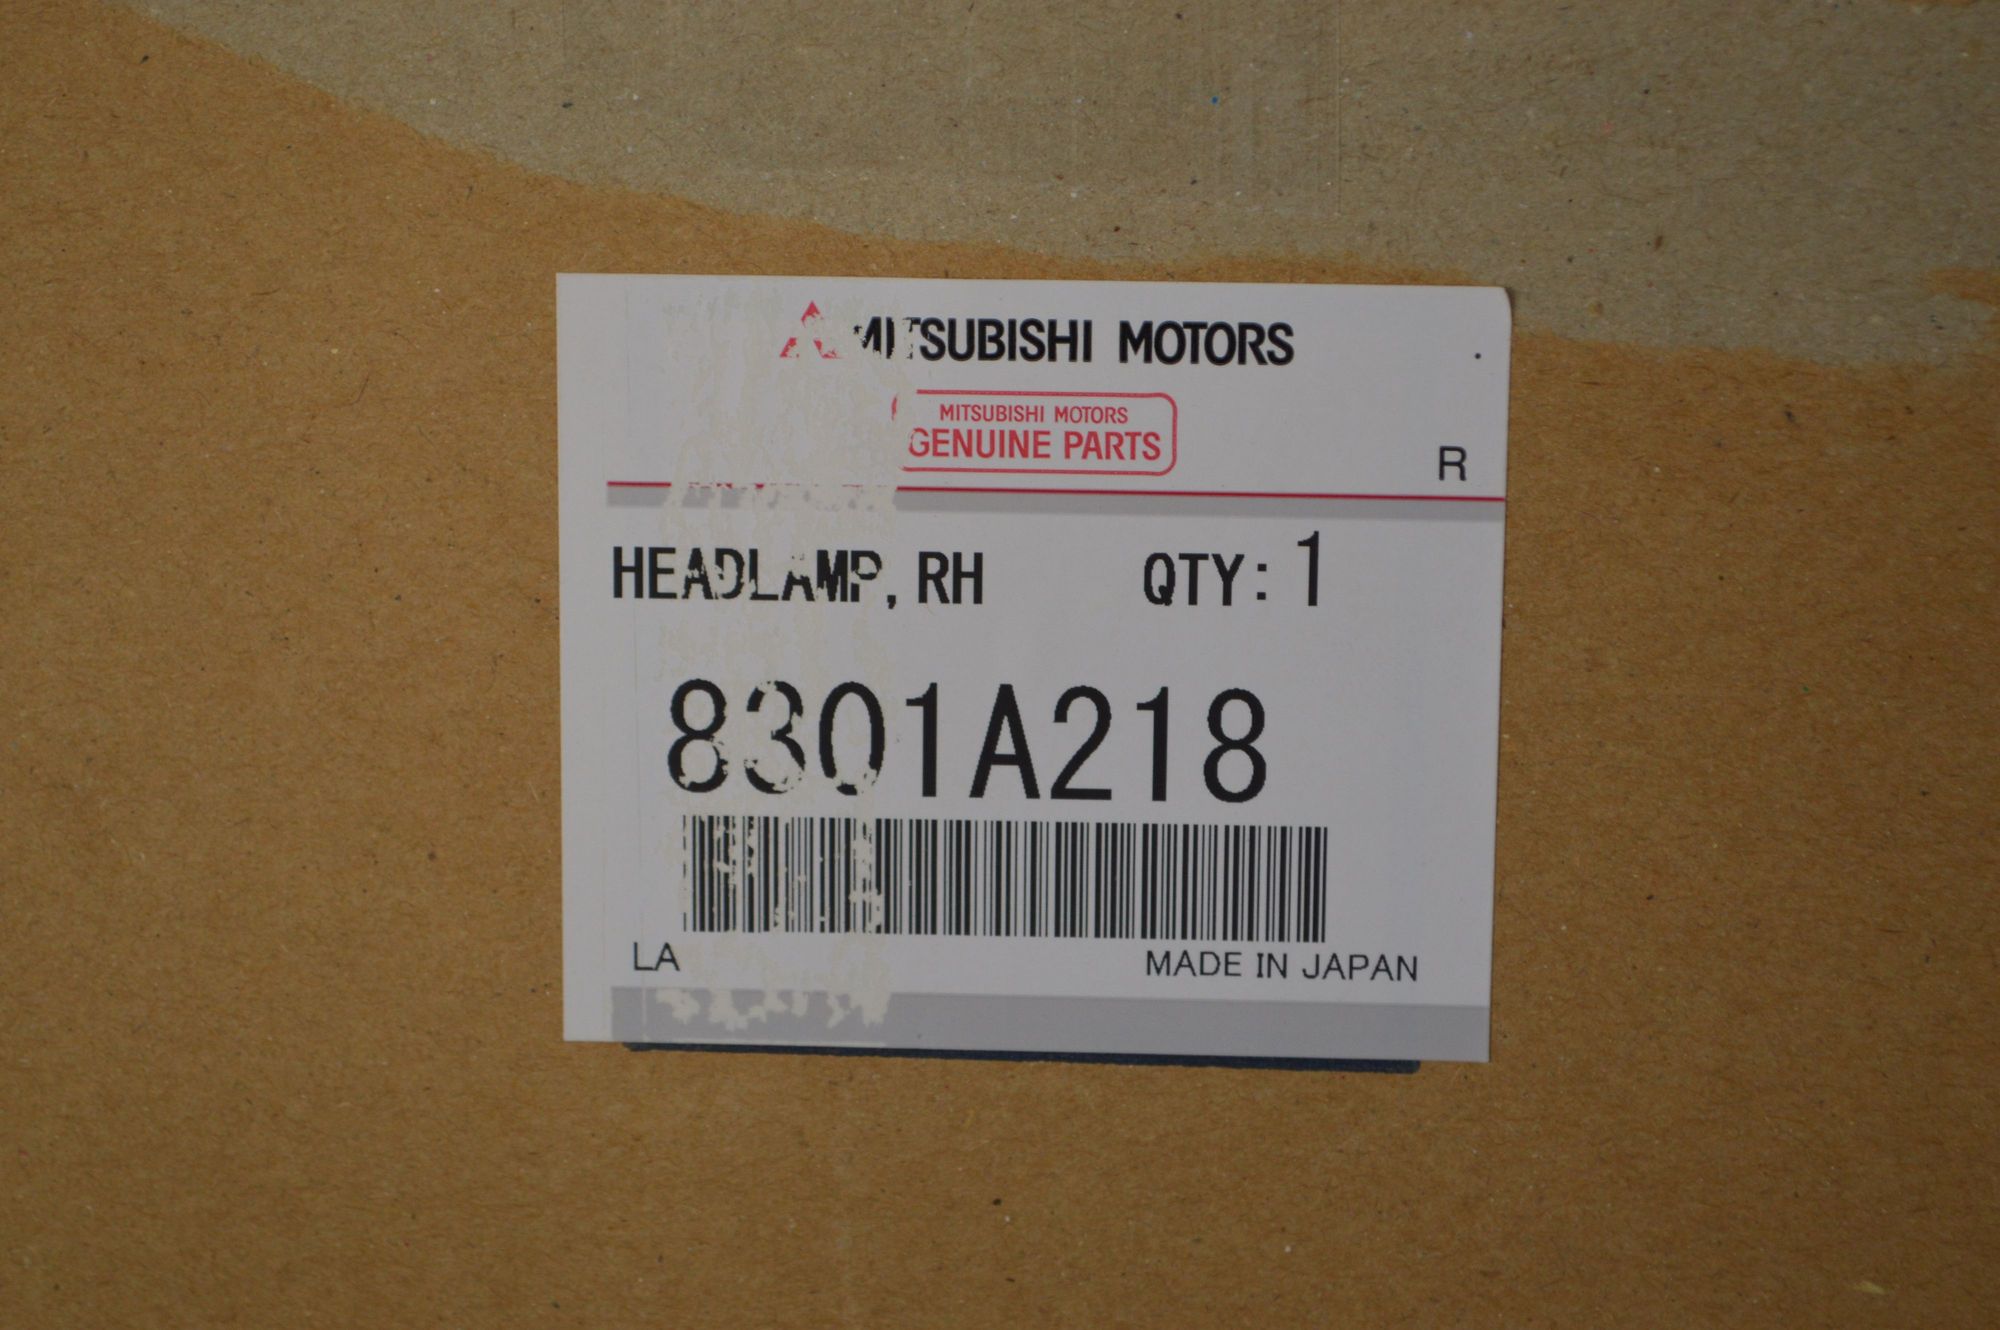 MITSUBISHI MOTORS
MITSUBISHI MOTORS
GENUINE PARTS
R
HEADLAMP, RH QTY: 1
8301A218
LA MADE IN JAPAN